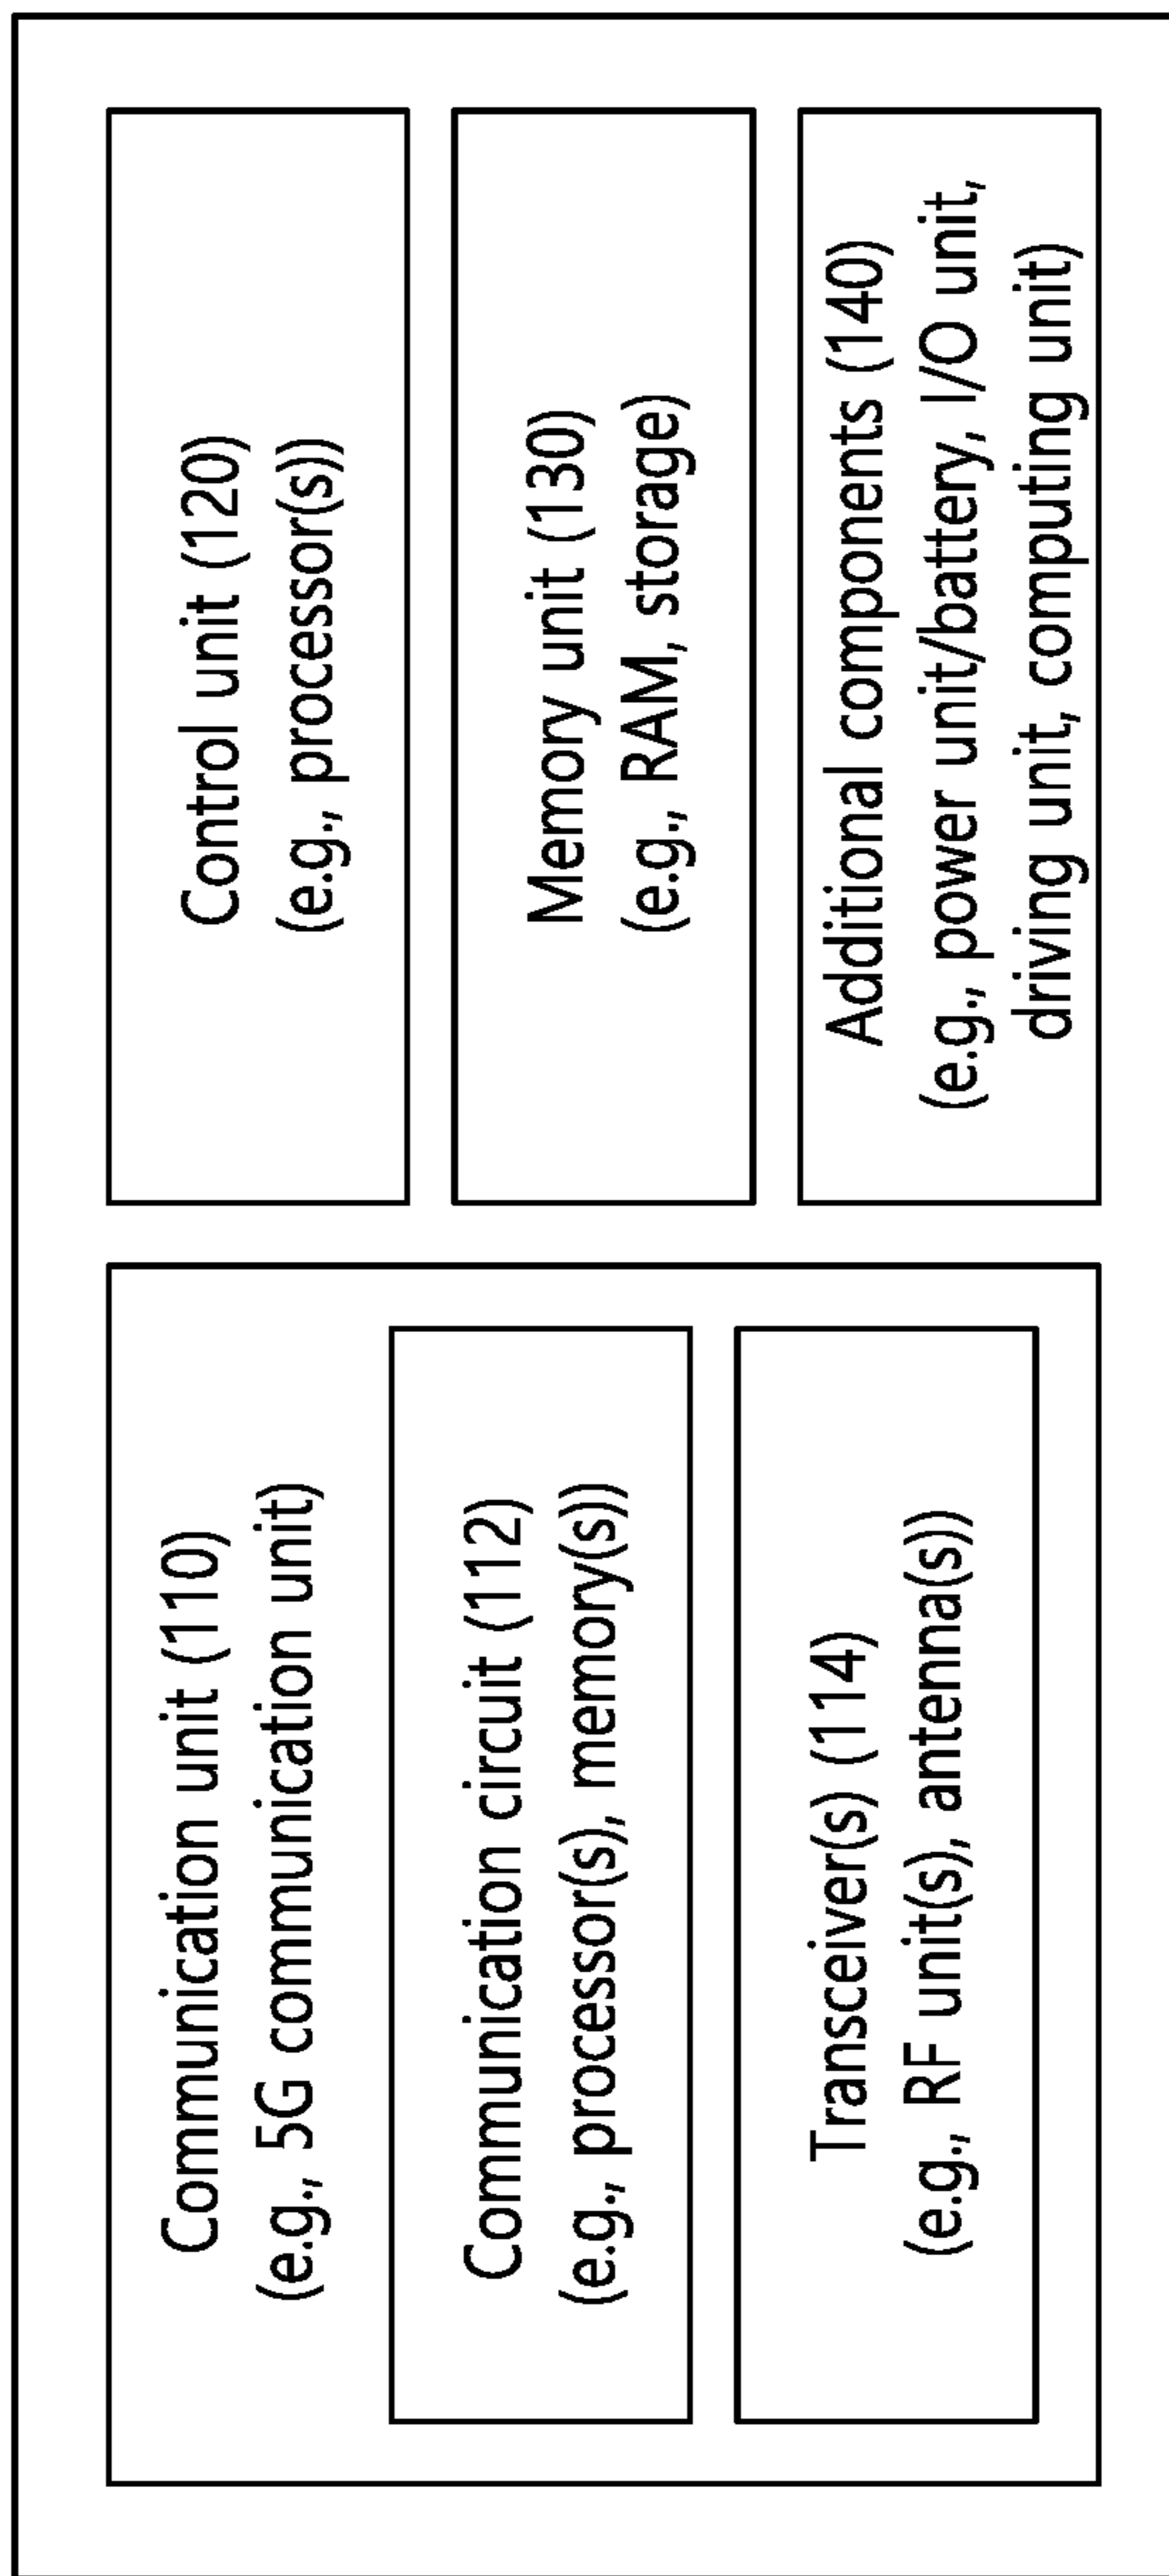 Communication unit (110)
(e.g., 5G communication unit)
Communication circuit (112)
(e.g., processor(s), memory(s))
Transceiver(s) (114)
(e.g., RF unit(s), antenna(s))
Control unit (120)
(e.g., processor(s))
Memory unit (130)
(e.g., RAM, storage)
Additional components (140)
(e.g., power unit/battery, I/O unit,
driving unit, computing unit)